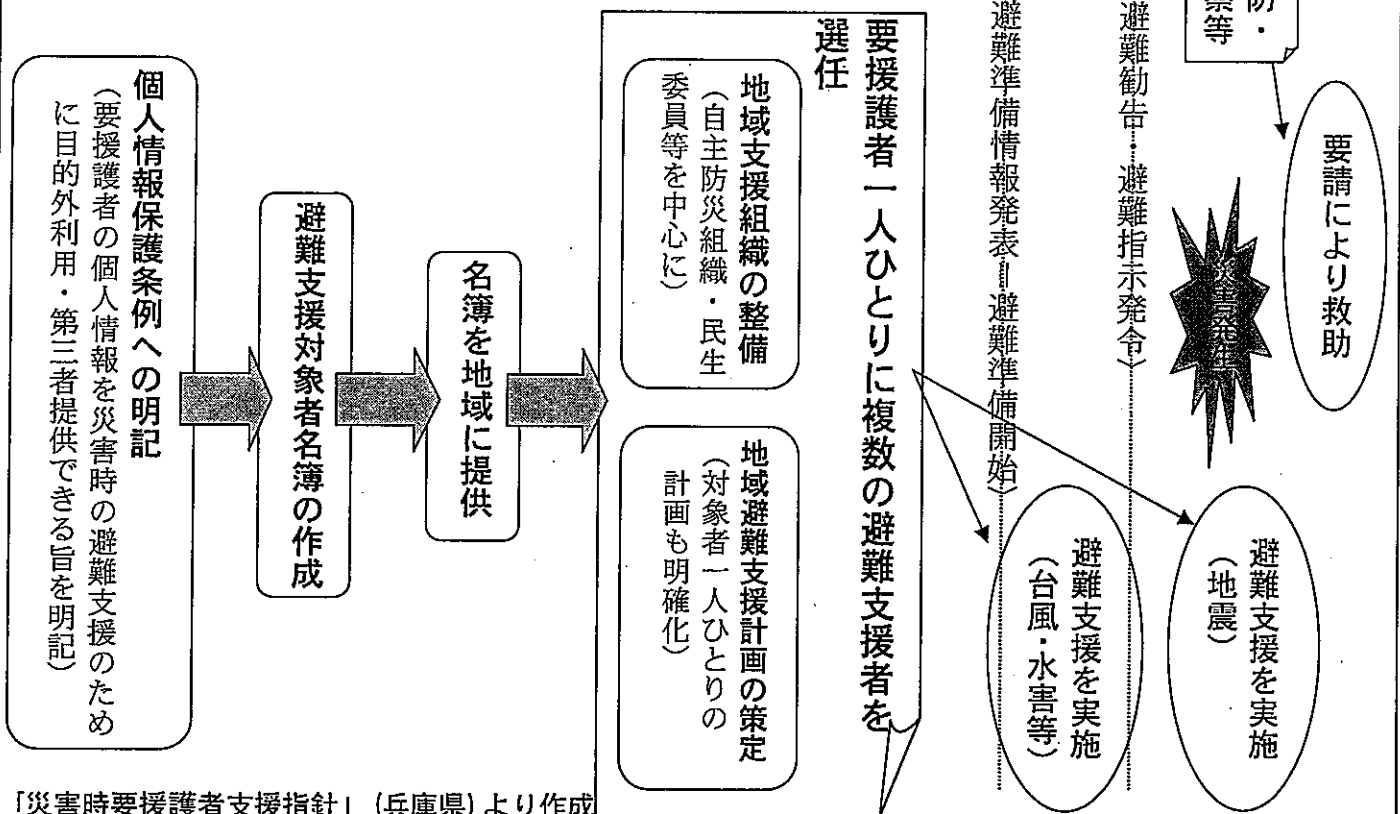 防・
察等
要請により救助
災害発生
避難勧告・避難指示発令
避難準備情報発表＝避難準備開始
避難支援を実施
（地震）
避難支援を実施
（台風・水害等）
要援護者一人ひとりに複数の避難支援者を
選任
地域支援組織の整備
（自主防災組織・民生
委員等を中心に）
地域避難支援計画の策定
（対象者一人ひとりの
計画も明確化）
名簿を地域に提供
避難支援対象者名簿の作成
個人情報保護条例への明記
（要援護者の個人情報を災害時の避難支援のため
に目的外利用・第三者提供できる旨を明記）
「災害時要援護者支援指針」（兵庫県）より作成